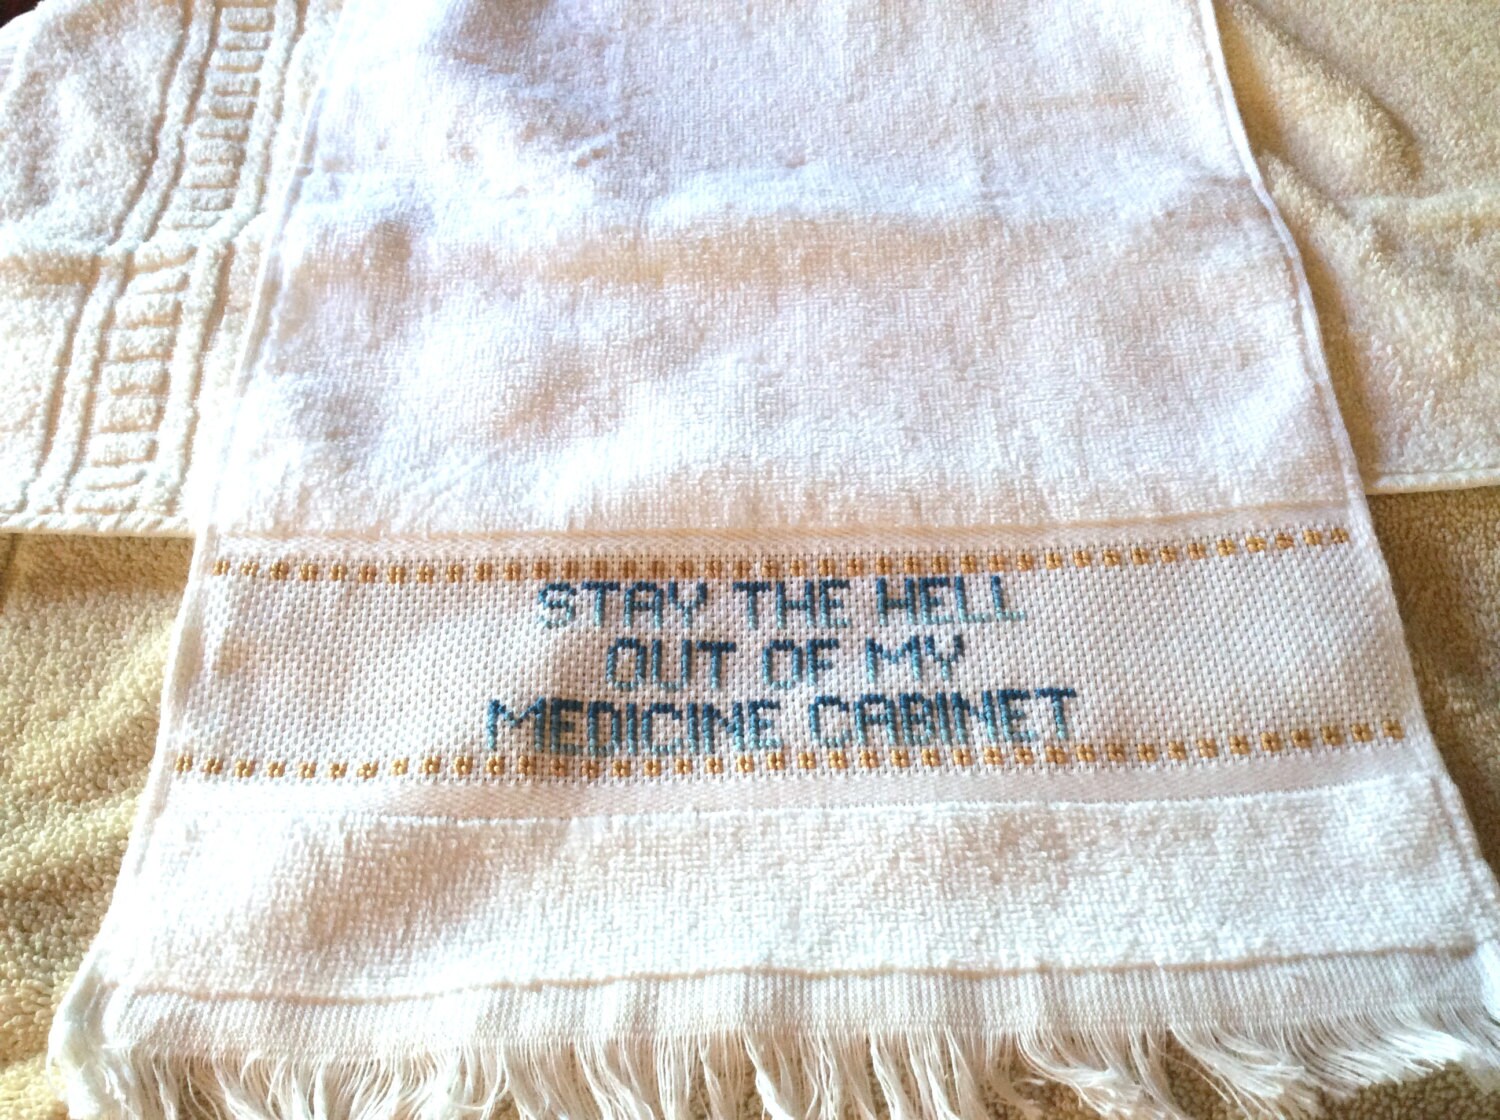 STAY THE HELL
OUT OF MY
MEDICINE CABINET